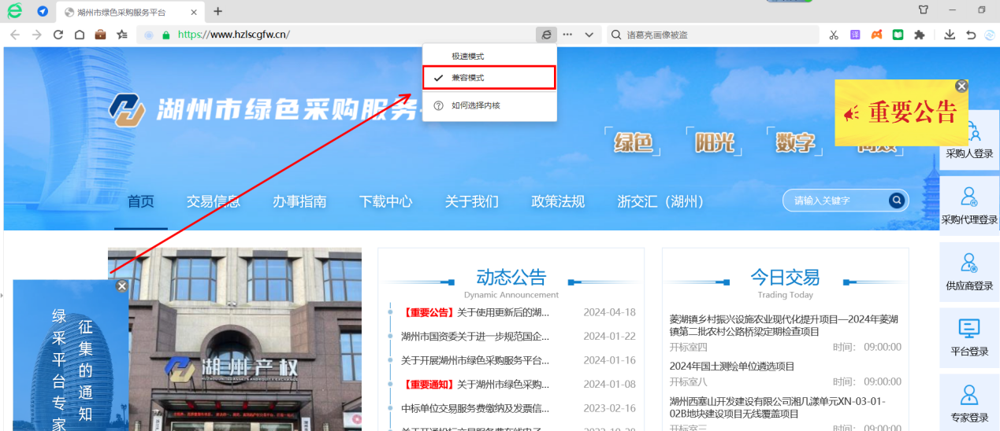 湖州市绿色采购服务平台
https://www.hzlscgfw.cn/
诸葛亮画像被盗
译
极速模式
兼容模式
如何选择内核
湖州市绿色采购服务
重要公告
绿色
阳光
数字
采购人登录
首页
交易信息
办事指南
下载中心
关于我们
政策法规
浙交汇（湖州）
请输入关键字
采购代理登录
供应商登录
平台登录
专家登录
征集的通知
绿采平台专家
湖州产权
动态公告
Dynamic Announcement
【重要公告】关于使用更新后的湖... 2024-04-18
湖州市国资委关于进一步规范国企... 2024-01-22
关于开展湖州市绿色采购服务平台... 2024-01-16
【重要通知】关于湖州市绿色采购... 2024-01-08
中标单位交易服务费缴纳及发票信... 2023-02-16
今日交易
Trading Today
菱湖镇乡村振兴设施农业现代化提升项目—2024年菱湖
镇第二批农村公路桥梁定期检查项目
开标室四 时间： 09:00:00
2024年国土测绘单位遴选项目
开标室八 时间： 09:00:00
湖州西塞山开发建设有限公司湘几漾单元XN-03-01-
02B地块建设项目无线覆盖项目
开标室三 时间： 09:00:00